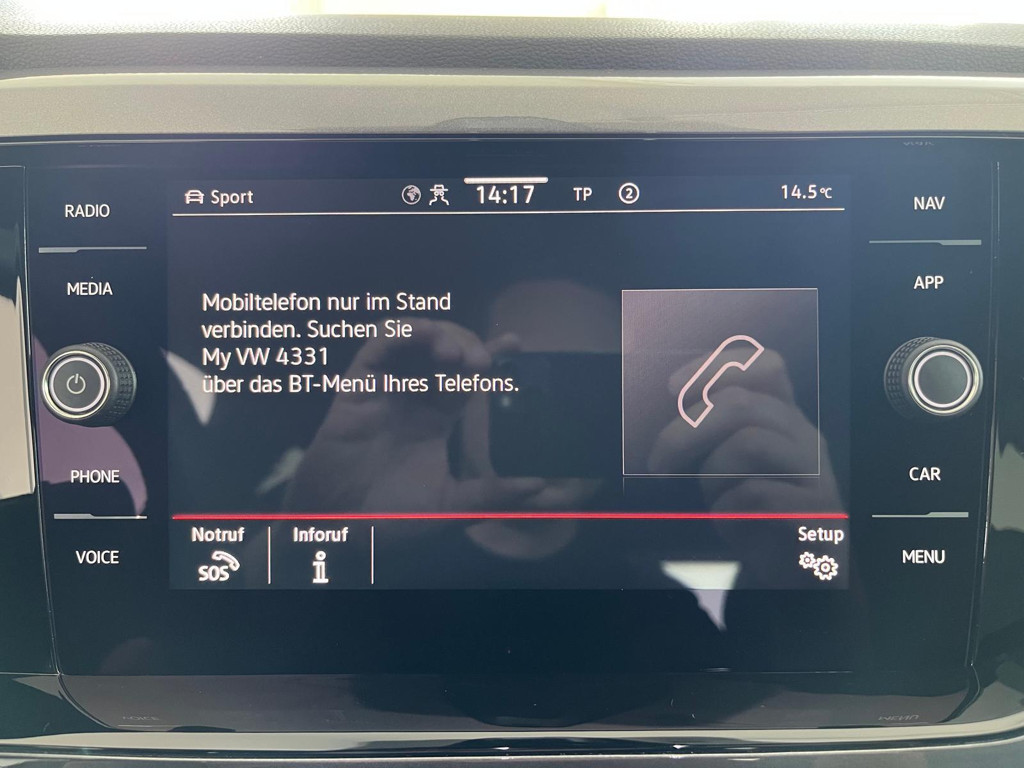 RADIO
MEDIA
PHONE
VOICE
Sport
14:17
TP
2
14.5°C
Mobiltelefon nur im Stand
verbinden. Suchen Sie
My VW 4331
über das BT-Menü Ihres Telefons.
Notruf
SOS
Inforuf
i
Setup
NAV
APP
CAR
MENU